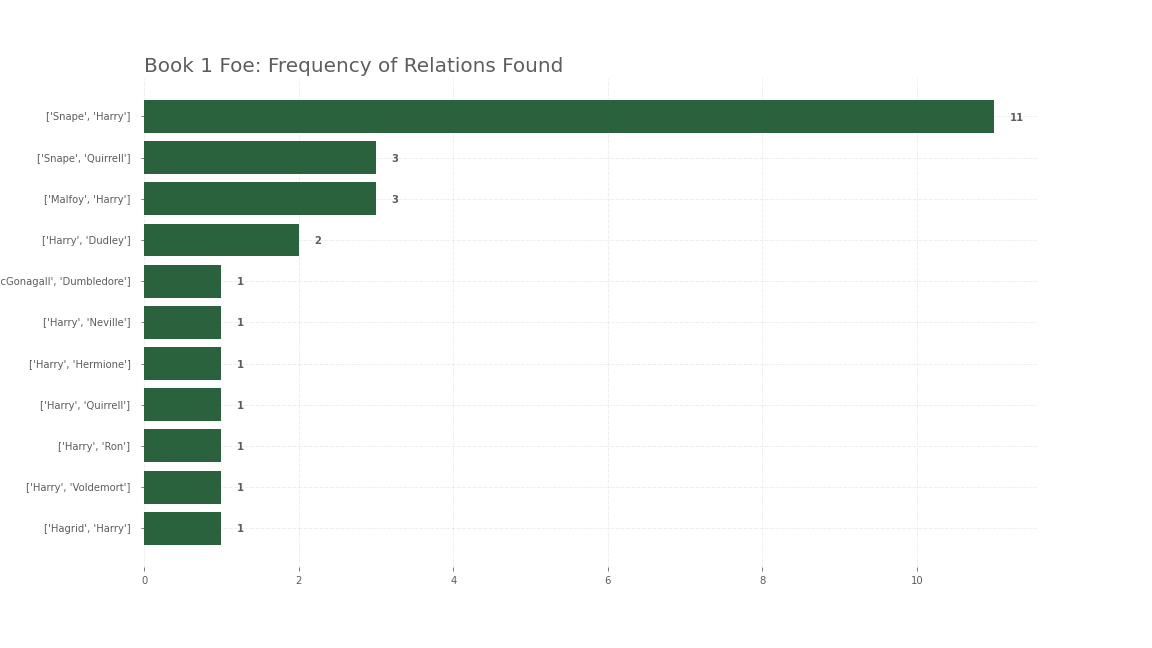 Book 1 Foe: Frequency of Relations Found
['Snape', 'Harry'] 11
['Snape', 'Quirrell'] 3
['Malfoy', 'Harry'] 3
['Harry', 'Dudley'] 2
cGonagall', 'Dumbledore'] 1
['Harry', 'Neville'] 1
['Harry', 'Hermione'] 1
['Harry', 'Quirrell'] 1
['Harry', 'Ron'] 1
['Harry', 'Voldemort'] 1
['Hagrid', 'Harry'] 1
0 2 4 6 8 10